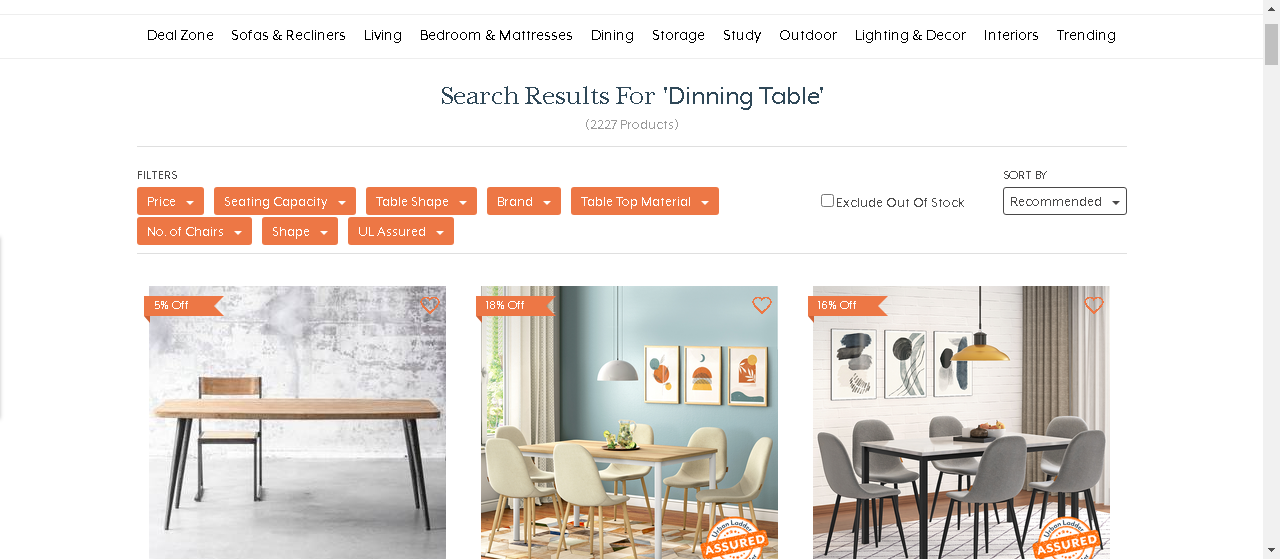 Deal Zone Sofas & Recliners Living Bedroom & Mattresses Dining Storage Study Outdoor Lighting & Decor Interiors Trending
Search Results For 'Dinning Table'
(2227 Products)
FILTERS SORT BY
Price Seating Capacity Table Shape Brand Table Top Material Exclude Out Of Stock Recommended
No. of Chairs Shape UL Assured
5% Off 18% Off 16% Off
Urban Ladder Urban Ladder
ASSURED ASSURED